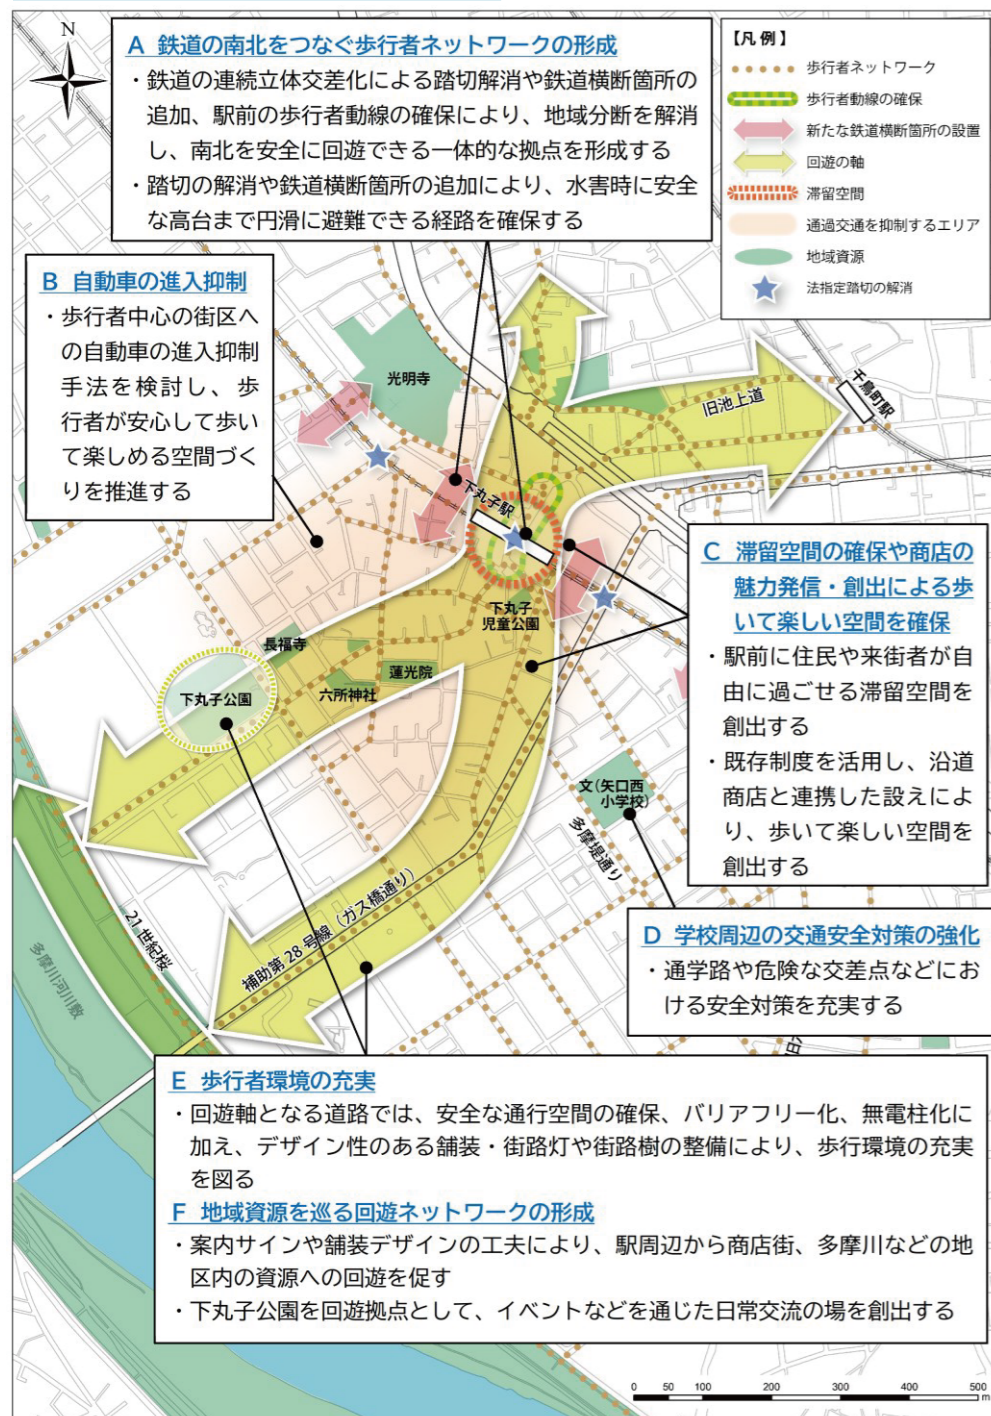 N
A 鉄道の南北をつなぐ歩行者ネットワークの形成
・鉄道の連続立体交差化による踏切解消や鉄道横断箇所の
追加、駅前の歩行者動線の確保により、地域分断を解消
し、南北を安全に回遊できる一体的な拠点を形成する
・踏切の解消や鉄道横断箇所の追加により、水害時に安全
な高台まで円滑に避難できる経路を確保する
【凡例】
歩行者ネットワーク
歩行者動線の確保
新たな鉄道横断箇所の設置
回遊の軸
滞留空間
通過交通を抑制するエリア
地域資源
法指定踏切の解消
B 自動車の進入抑制
・歩行者中心の街区へ
の自動車の進入抑制
手法を検討し、歩
行者が安心して歩い
て楽しめる空間づく
りを推進する
光明寺
旧池上道
千鳥町駅
下丸子駅
下丸子
児童公園
長福寺
蓮光院
六所神社
下丸子公園
C 滞留空間の確保や商店の
魅力発信・創出による歩
いて楽しい空間を確保
・駅前に住民や来街者が自
由に過ごせる滞留空間を
創出する
・既存制度を活用し、沿道
商店と連携した設えによ
り、歩いて楽しい空間を
創出する
文(矢口西
小学校)
多摩堤通り
補助第28号線(ガス橋通り)
21世紀桜
多摩川河川敷
D 学校周辺の交通安全対策の強化
・通学路や危険な交差点などにお
ける安全対策を充実する
E 歩行者環境の充実
・回遊軸となる道路では、安全な通行空間の確保、バリアフリー化、無電柱化に
加え、デザイン性のある舗装・街路灯や街路樹の整備により、歩行環境の充実
を図る
F 地域資源を巡る回遊ネットワークの形成
・案内サインや舗装デザインの工夫により、駅周辺から商店街、多摩川などの地
区内の資源への回遊を促す
・下丸子公園を回遊拠点として、イベントなどを通じた日常交流の場を創出する
0 50 100 200 300 400 500
m